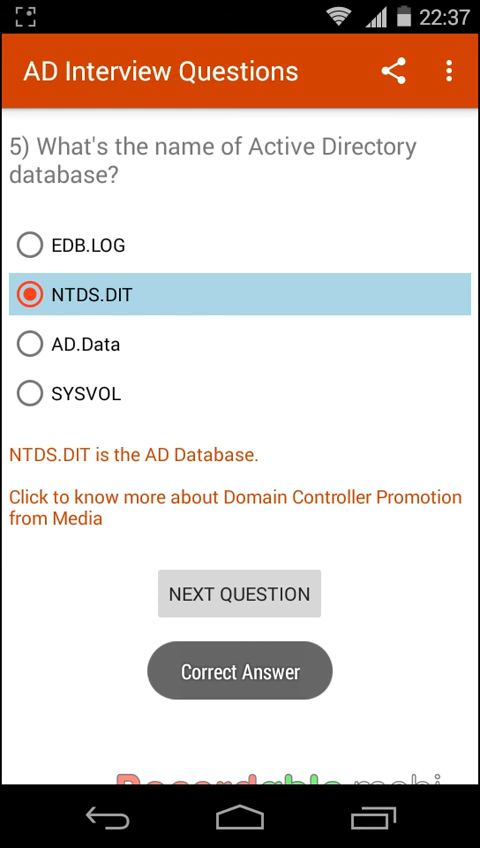 22:37
AD Interview Questions
5) What's the name of Active Directory
database?
EDB.LOG
NTDS.DIT
AD.Data
SYSVOL
NTDS.DIT is the AD Database.
Click to know more about Domain Controller Promotion
from Media
NEXT QUESTION
Correct Answer